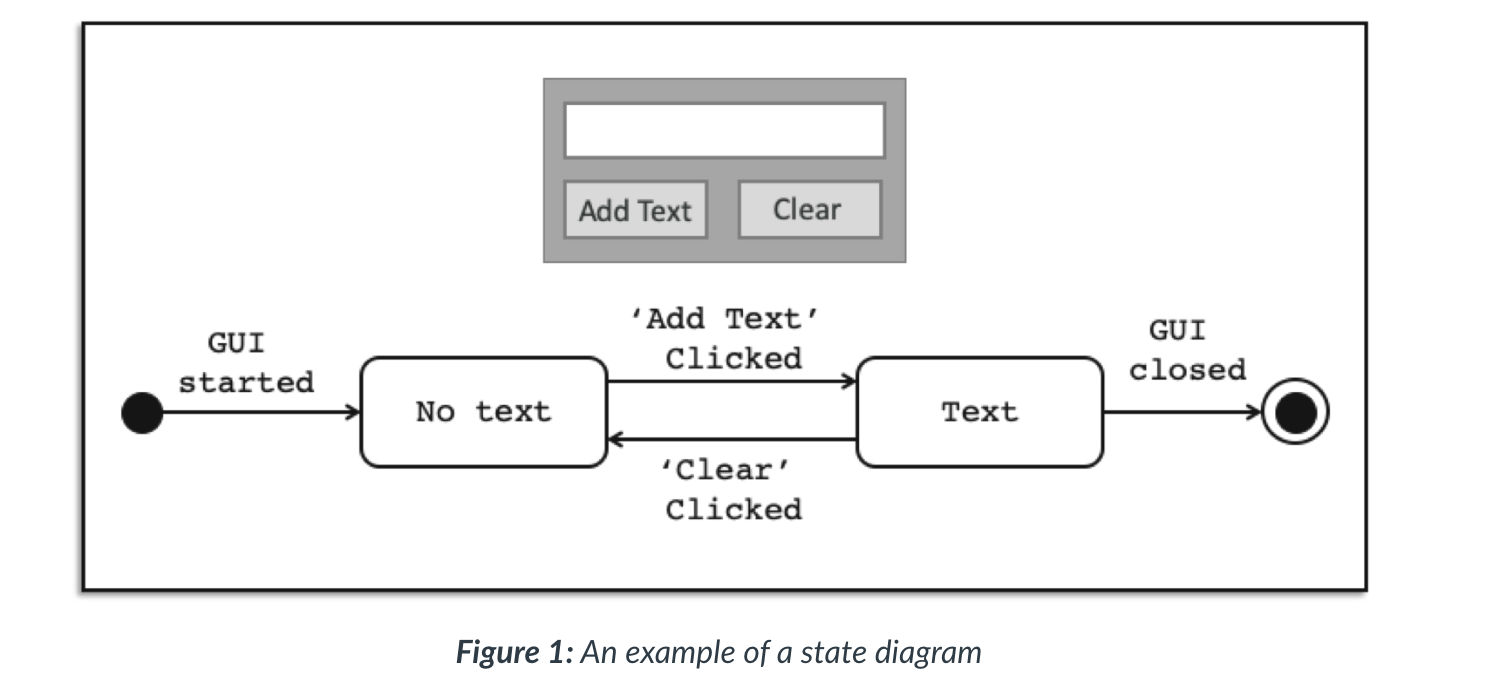 Add Text
Clear
‘Add Text’
Clicked
GUI
started
GUI
closed
No text
Text
‘Clear’
Clicked
Figure 1: An example of a state diagram